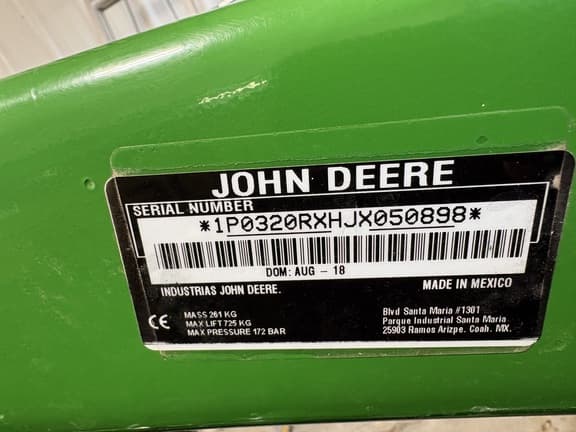 JOHN DEERE
SERIAL NUMBER
*1P0320RXHJX050898*
DOM: AUG - 18
INDUSTRIAS JOHN DEERE.
MADE IN MEXICO
CE
MASS 261 KG
MAX LIFT 725 KG
MAX PRESSURE 172 BAR
Blvd Santa Maria #1301
Parque Industrial Santa Maria
25903 Ramos Arizpe. Coah. MX.